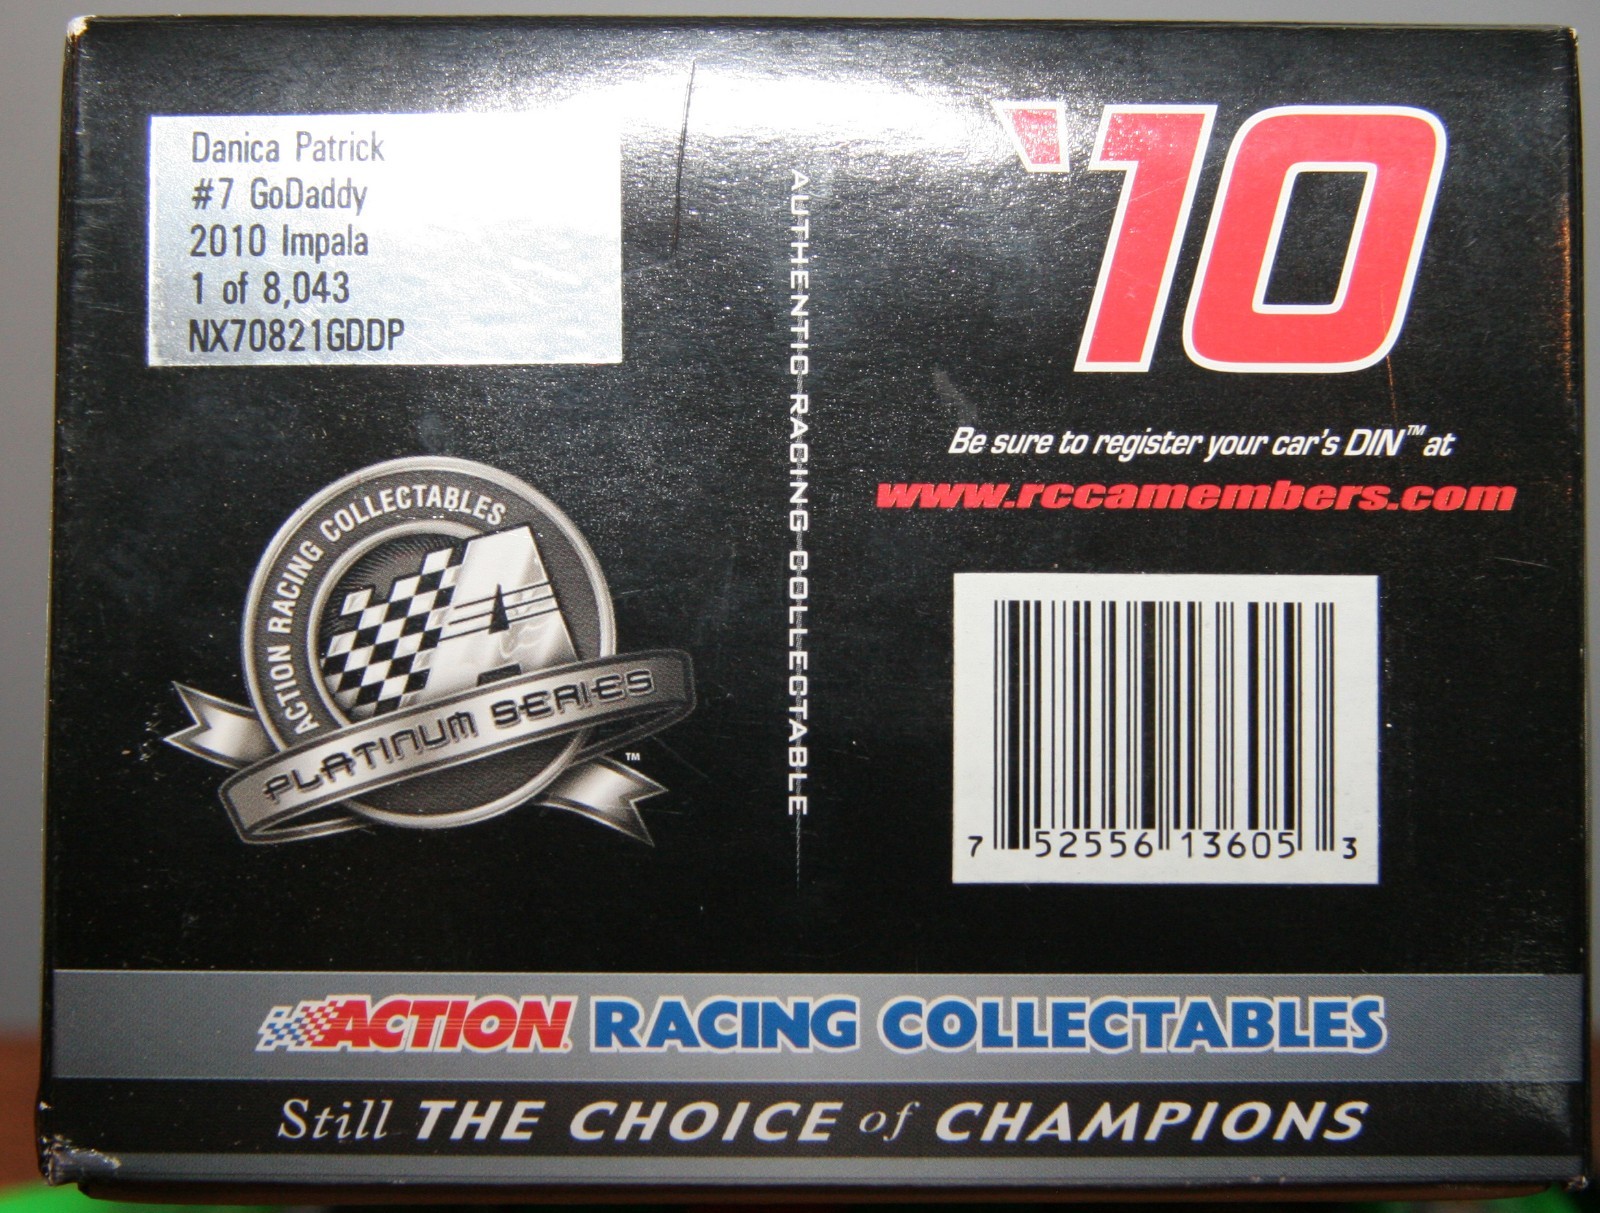 Danica Patrick
#7 GoDaddy
2010 Impala
1 of 8,043
NX70821GDDP
ACTION RACING COLLECTABLES
A
PLATINUM SERIES
TM
AUTHENTIC RACING COLLECTABLE
'10
Be sure to register your car's DIN™ at
www.rccamembers.com
7 52556 13605 3
ACTION RACING COLLECTABLES
Still THE CHOICE of CHAMPIONS